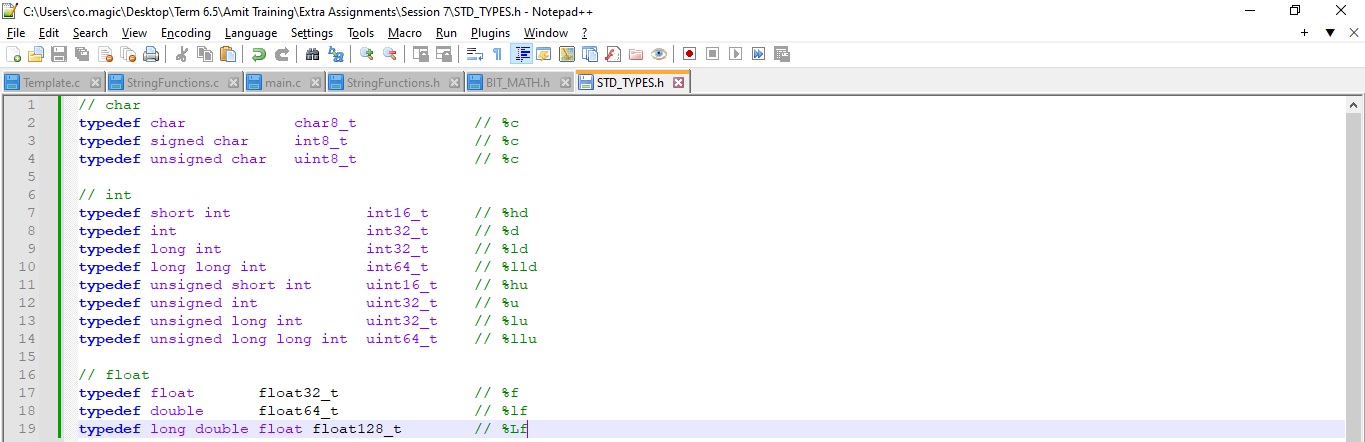 C:\Users\co.magic\Desktop\Term 6.5\Amit Training\Extra Assignments\Session 7\STD_TYPES.h - Notepad++
File Edit Search View Encoding Language Settings Tools Macro Run Plugins Window ?
+ ▼ X
Template.c StringFunctions.c main.c StringFunctions.h BIT_MATH.h STD_TYPES.h
1 // char
2 typedef char char8_t // %c
3 typedef signed char int8_t // %c
4 typedef unsigned char uint8_t // %c
5
6 // int
7 typedef short int int16_t // %hd
8 typedef int int32_t // %d
9 typedef long int int32_t // %ld
10 typedef long long int int64_t // %lld
11 typedef unsigned short int uint16_t // %hu
12 typedef unsigned int uint32_t // %u
13 typedef unsigned long int uint32_t // %lu
14 typedef unsigned long long int uint64_t // %llu
15
16 // float
17 typedef float float32_t // %f
18 typedef double float64_t // %lf
19 typedef long double float float128_t // %Lf